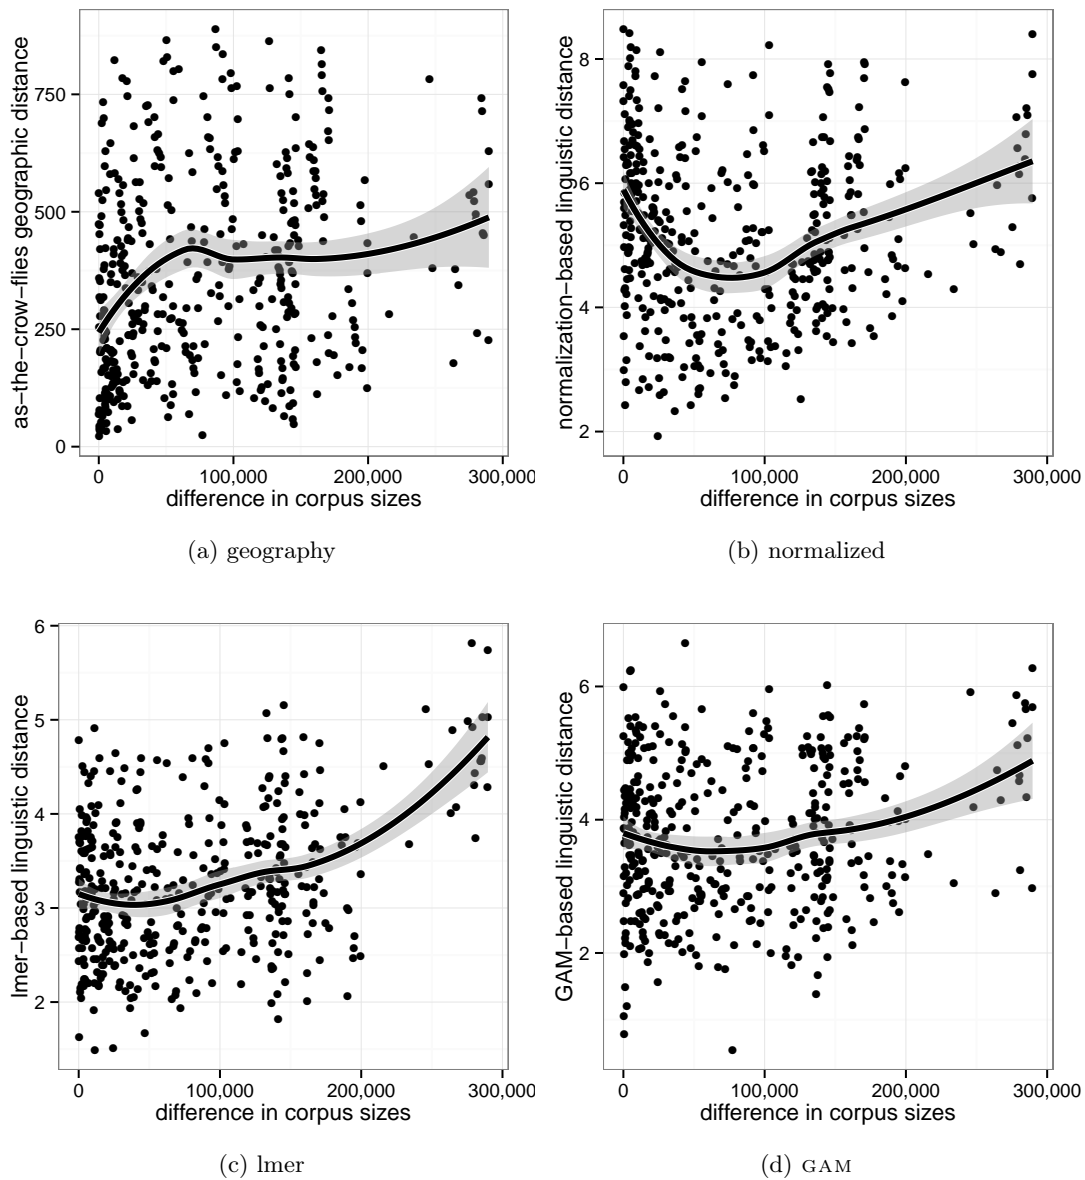 as−the−crow−flies geographic distance
750
500
250
0
0
100,000
200,000
300,000
difference in corpus sizes
(a) geography
normalization−based linguistic distance
8
6
4
2
0
100,000
200,000
300,000
difference in corpus sizes
(b) normalized
lmer−based linguistic distance
6
5
4
3
2
0
100,000
200,000
300,000
difference in corpus sizes
(c) lmer
GAM−based linguistic distance
6
4
2
0
100,000
200,000
300,000
difference in corpus sizes
(d) GAM